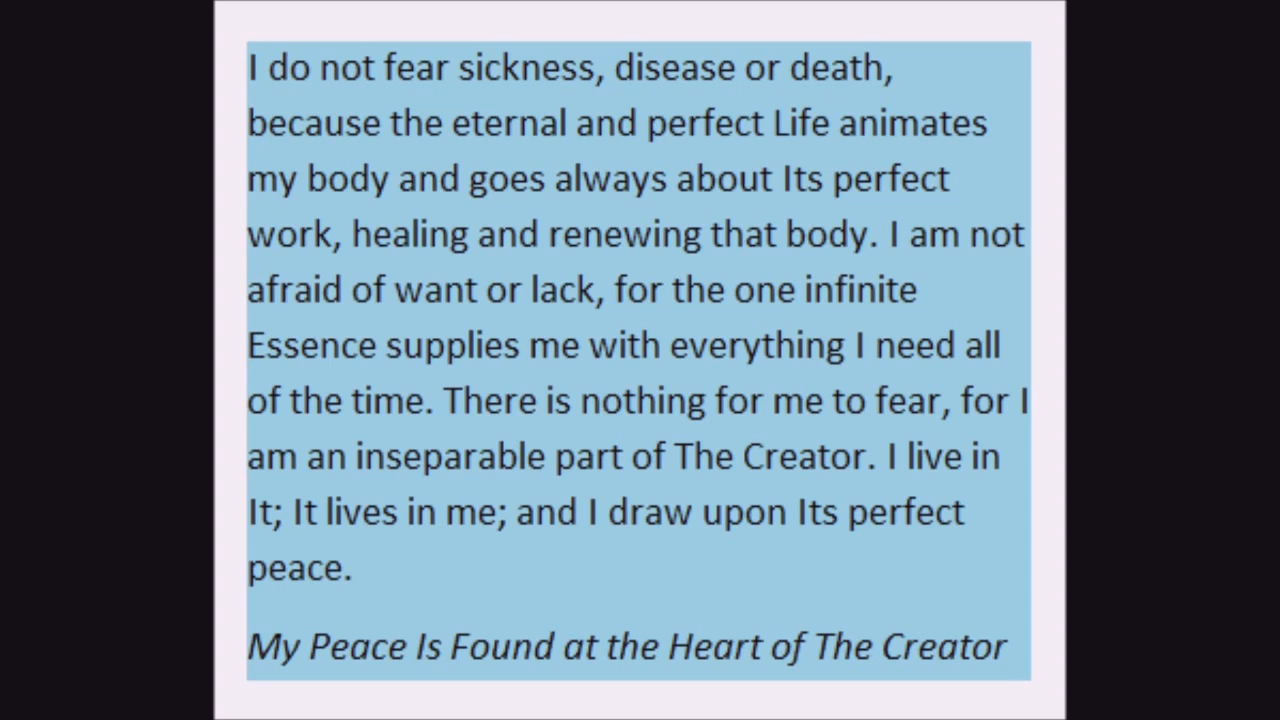 I do not fear sickness, disease or death,
because the eternal and perfect Life animates
my body and goes always about Its perfect
work, healing and renewing that body. I am not
afraid of want or lack, for the one infinite
Essence supplies me with everything I need all
of the time. There is nothing for me to fear, for I
am an inseparable part of The Creator. I live in
It; It lives in me; and I draw upon Its perfect
peace.
My Peace Is Found at the Heart of The Creator